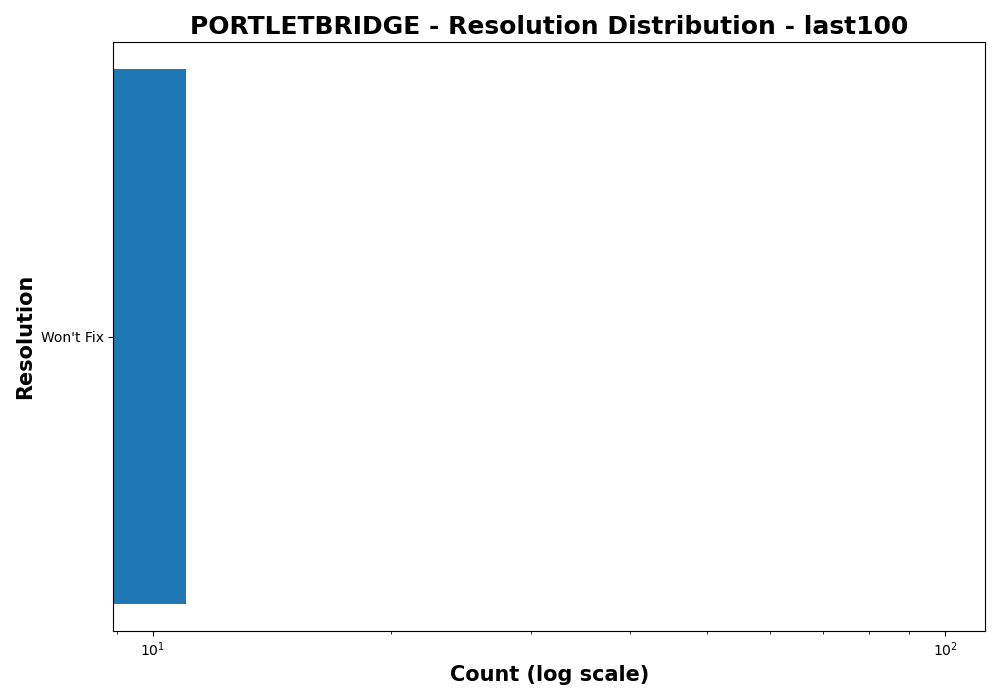 PORTLETBRIDGE - Resolution Distribution - last100
Resolution
Won't Fix
10¹
10²
Count (log scale)